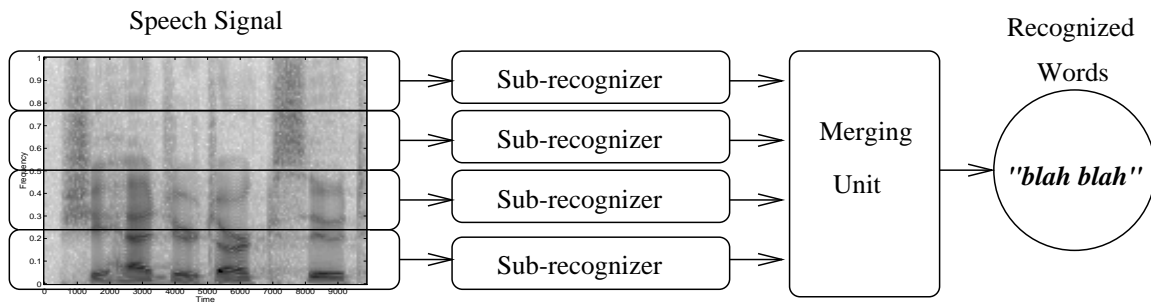 Speech Signal
Recognized
Words
1
0.9
0.8
0.7
0.6
0.5
0.4
0.3
0.2
0.1
0
Frequency
0 1000 2000 3000 4000 5000 6000 7000 8000 9000
Time
Sub-recognizer
Sub-recognizer
Sub-recognizer
Sub-recognizer
Merging
Unit
"blah blah"